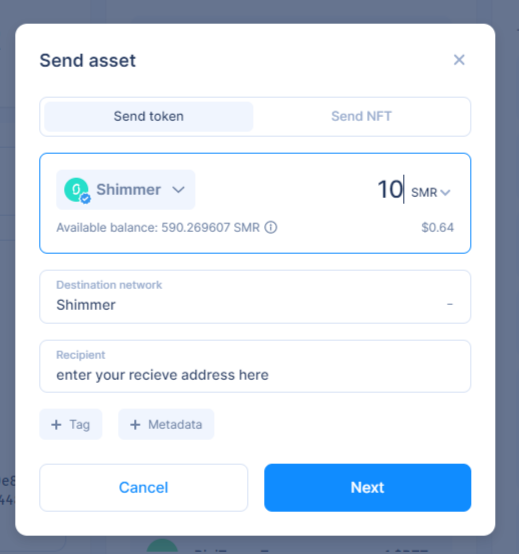 Send asset
Send token
Send NFT
Shimmer
10 SMR
Available balance: 590.269607 SMR
$0.64
Destination network
Shimmer
-
Recipient
enter your recieve address here
+ Tag
+ Metadata
Cancel
Next